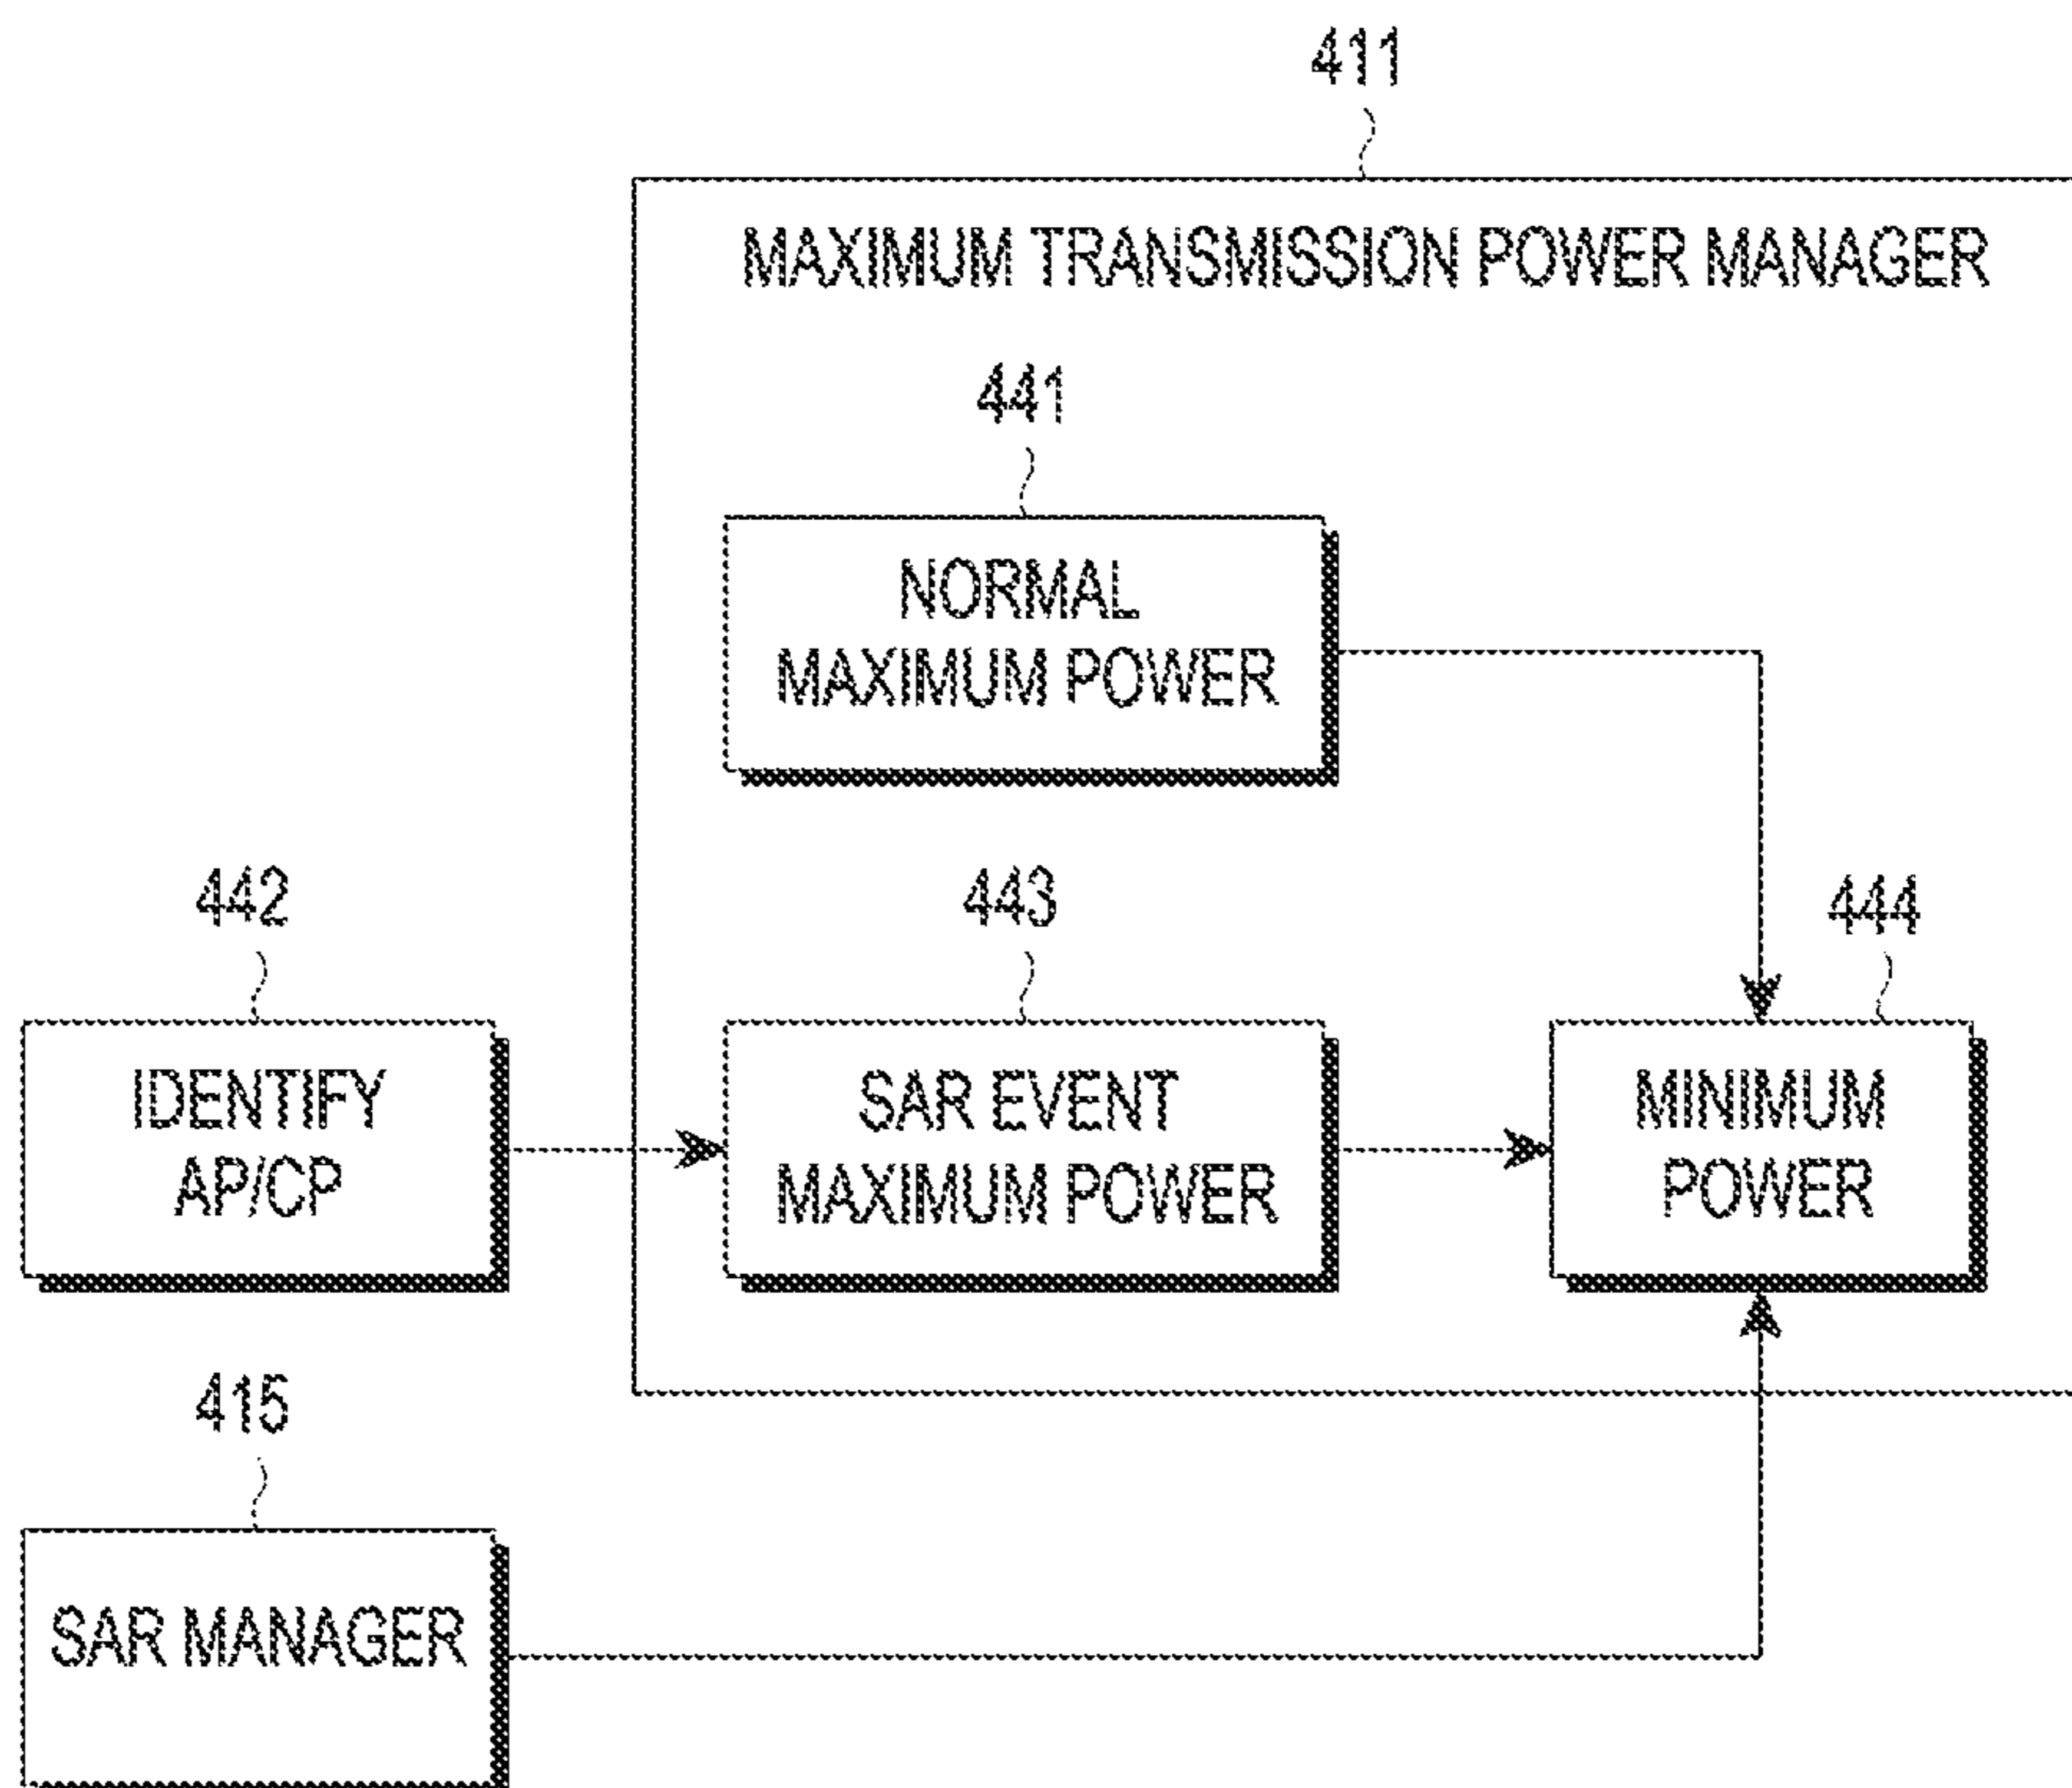 411
MAXIMUM TRANSMISSION POWER MANAGER
441
NORMAL
MAXIMUM POWER
442
443
444
IDENTIFY
AP/CP
SAR EVENT
MAXIMUM POWER
MINIMUM
POWER
415
SAR MANAGER